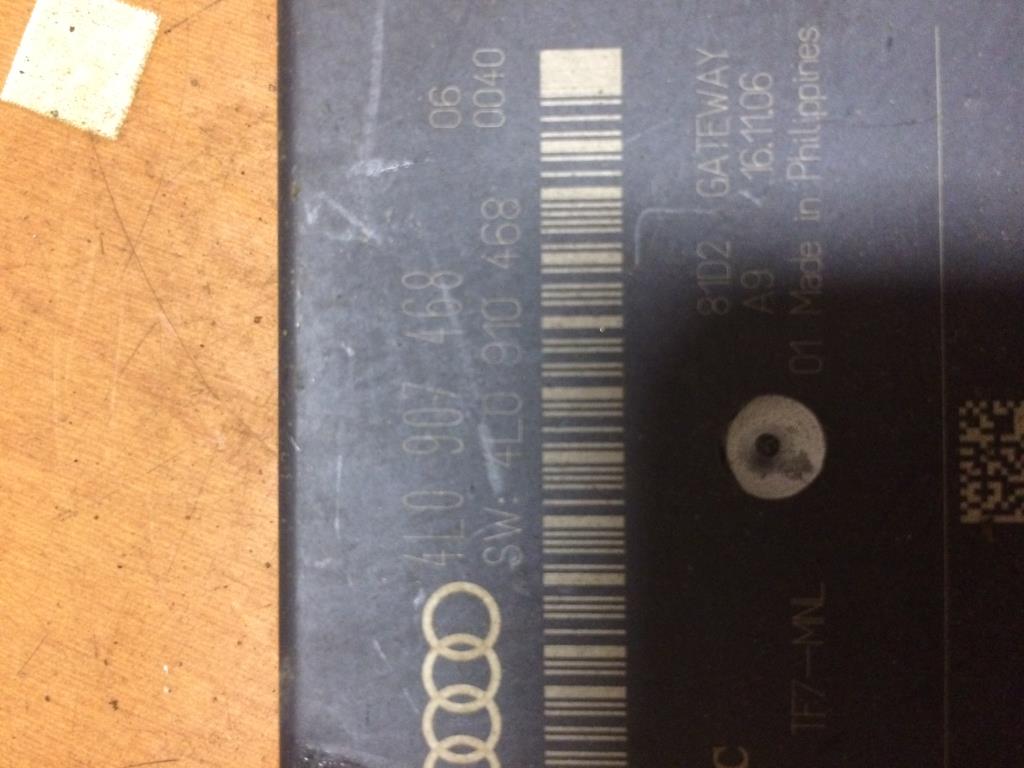 4L0 907 468 06
SW: 4L0 910 468 0040
81D2 GATEWAY
A9 16.11.06
TF7-MNL 01 Made in Philippines
C